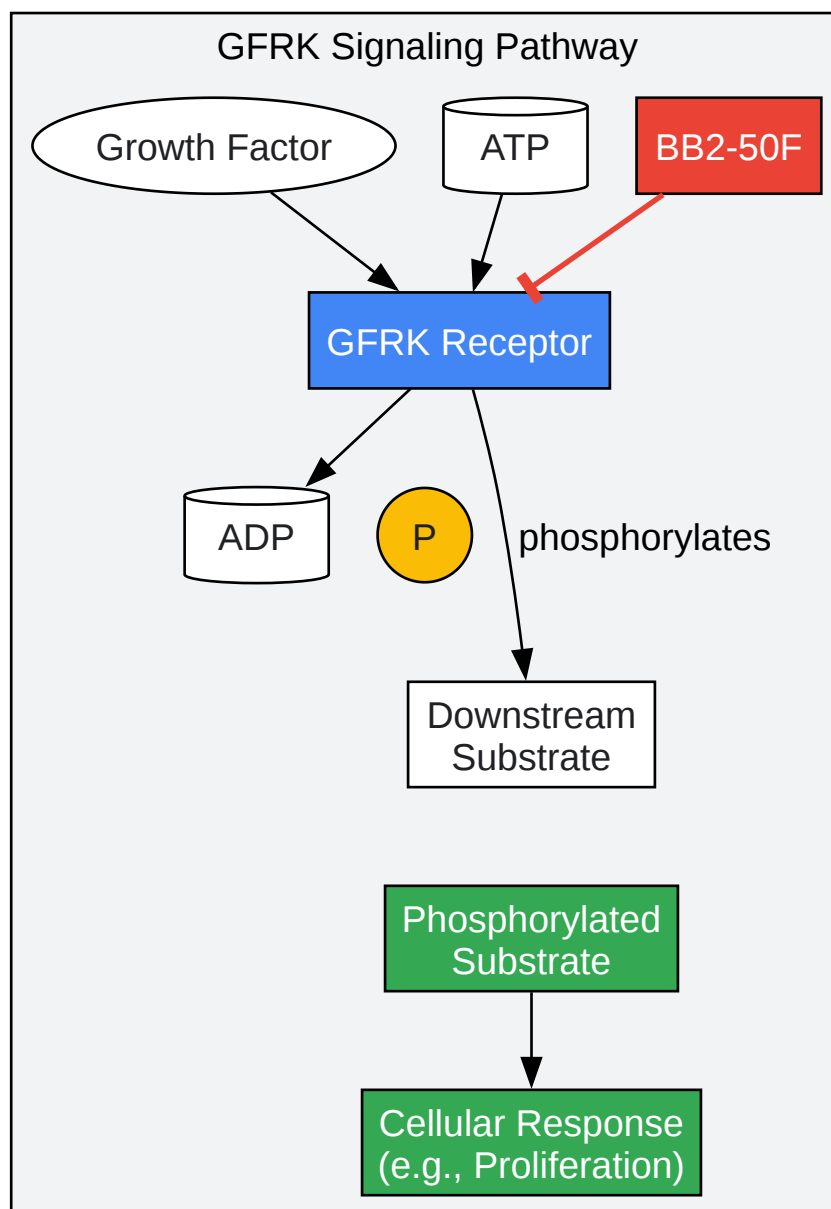 GFRK Signaling Pathway
Growth Factor
ATP
BB2-50F
GFRK Receptor
ADP
P
phosphorylates
Downstream
Substrate
Phosphorylated
Substrate
Cellular Response
(e.g., Proliferation)